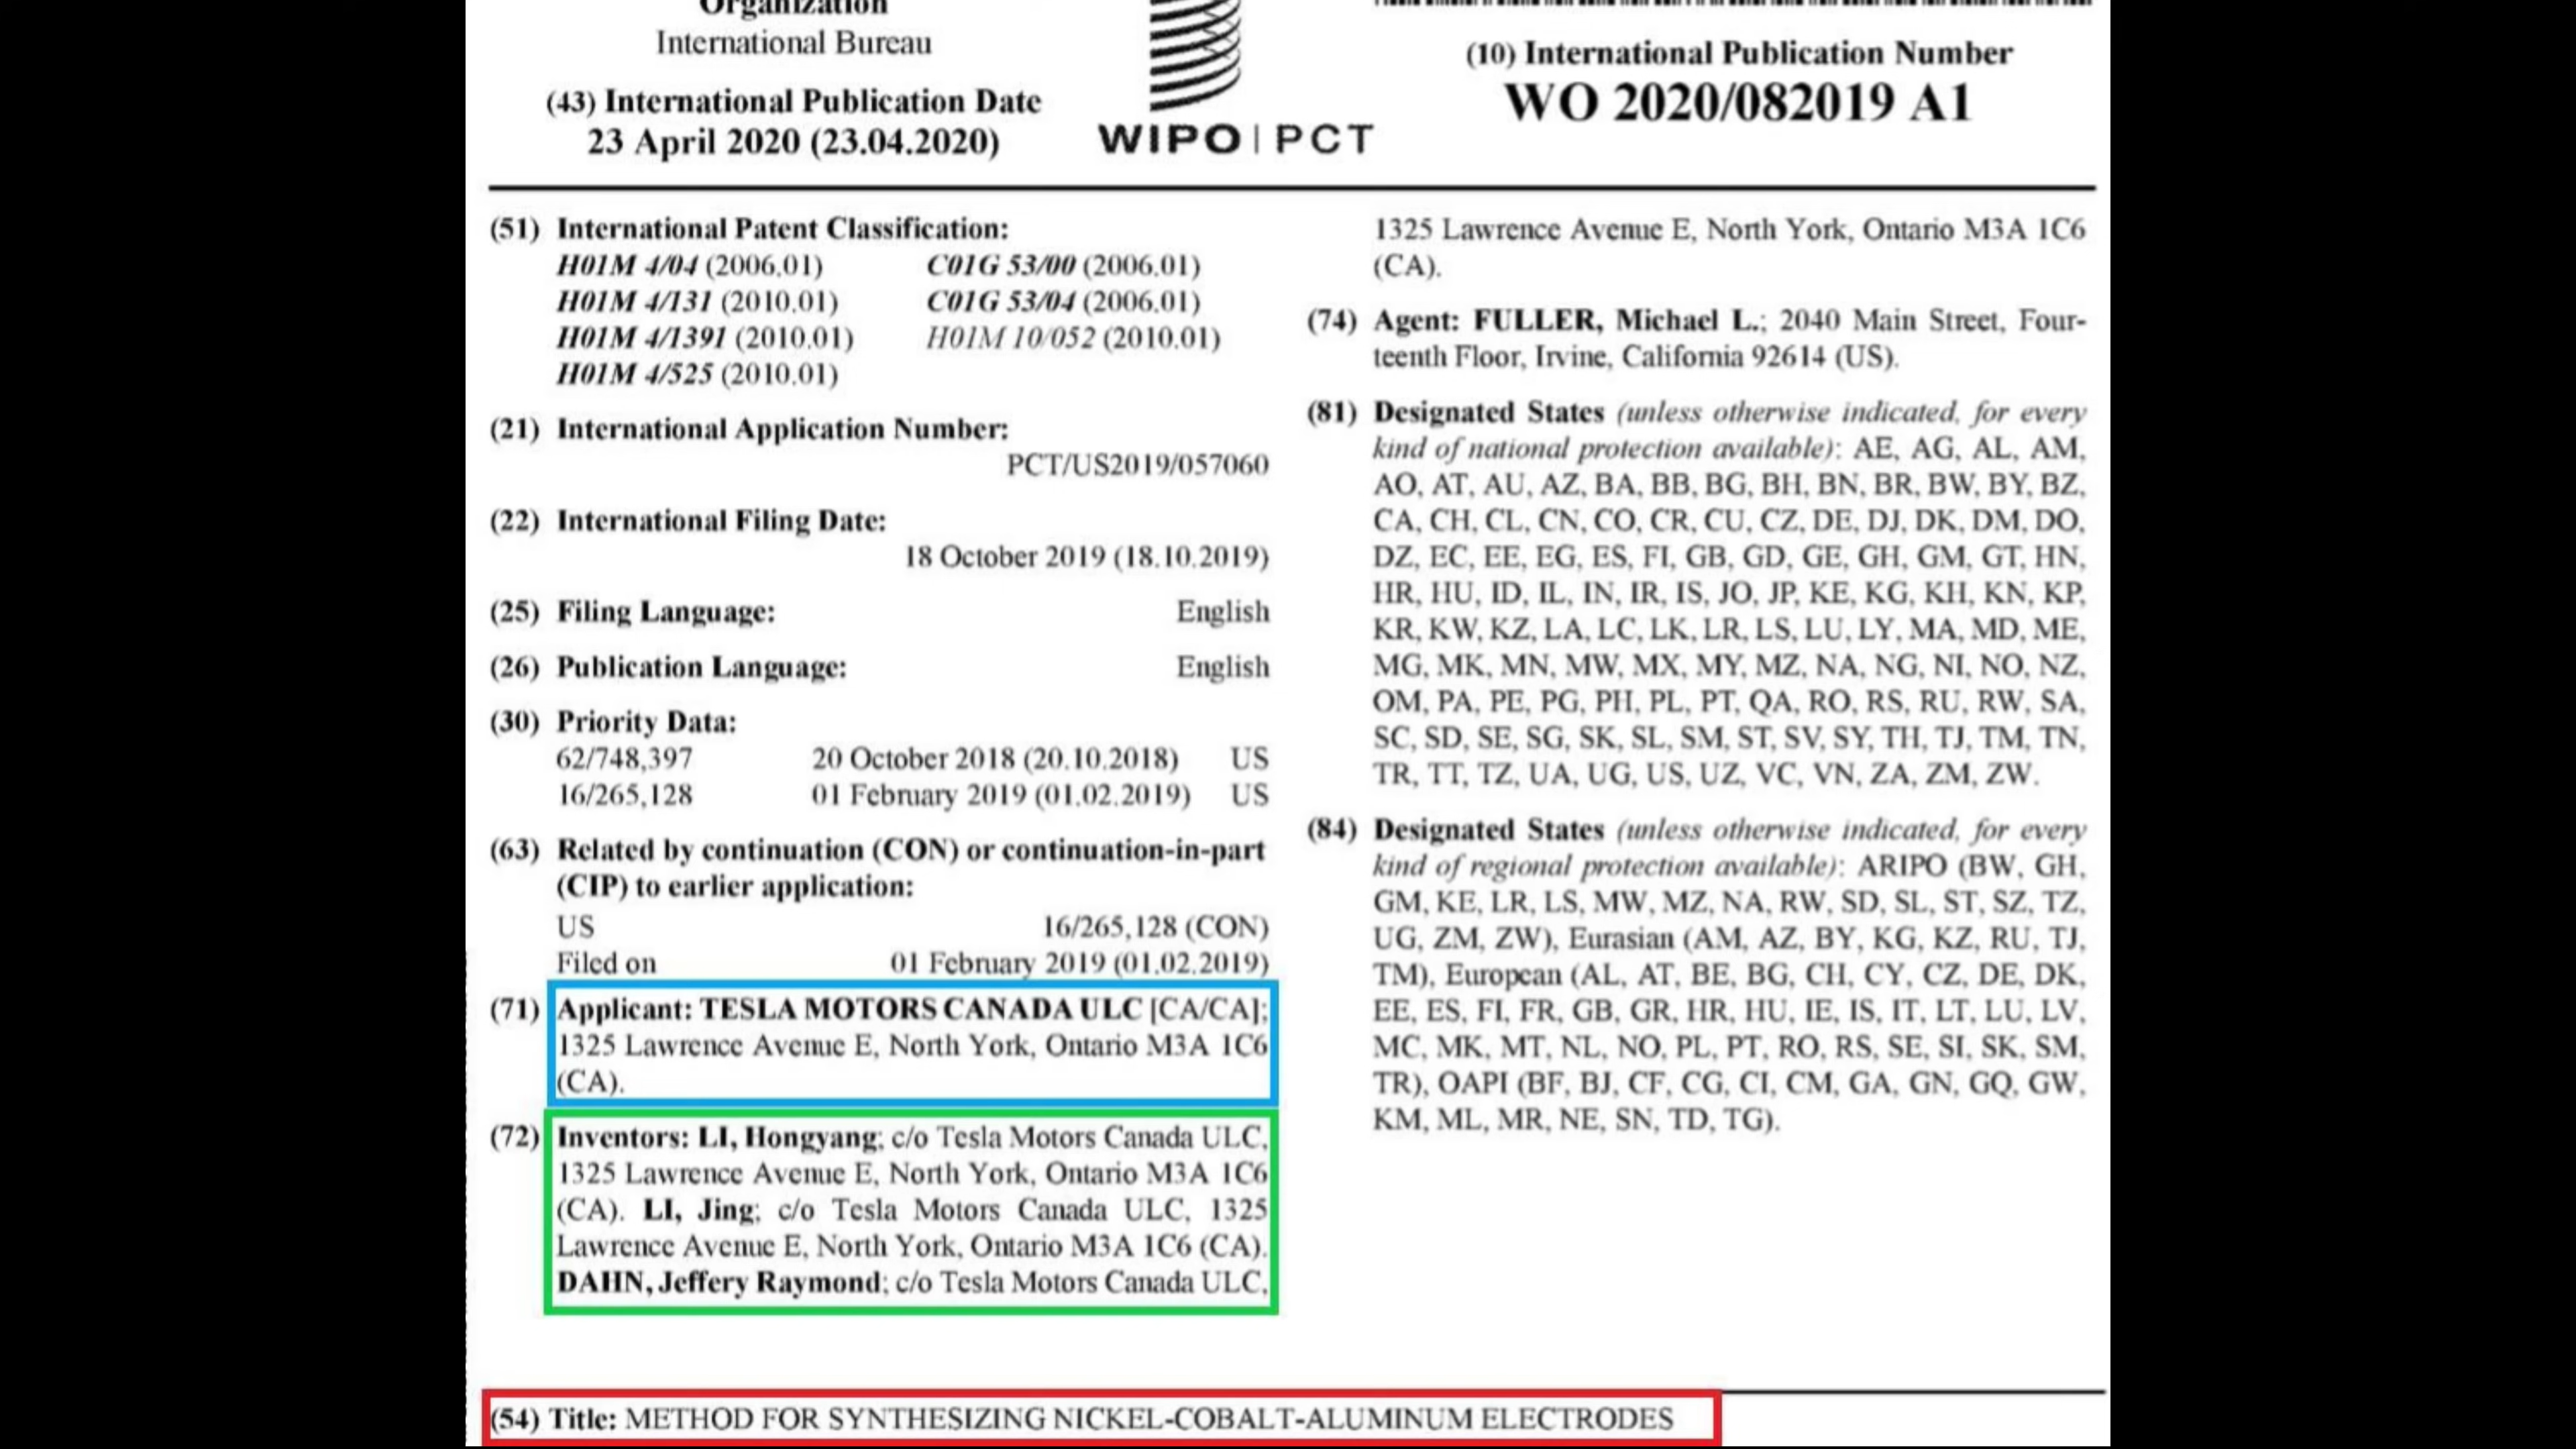 Organization
International Bureau
(43) International Publication Date
23 April 2020 (23.04.2020)
WIPO | PCT
(10) International Publication Number
WO 2020/082019 A1
(51) International Patent Classification:
H01M 4/04 (2006.01) C01G 53/00 (2006.01)
H01M 4/131 (2010.01) C01G 53/04 (2006.01)
H01M 4/1391 (2010.01) H01M 10/052 (2010.01)
H01M 4/525 (2010.01)
(21) International Application Number:
PCT/US2019/057060
(22) International Filing Date:
18 October 2019 (18.10.2019)
(25) Filing Language: English
(26) Publication Language: English
(30) Priority Data:
62/748,397 20 October 2018 (20.10.2018) US
16/265,128 01 February 2019 (01.02.2019) US
(63) Related by continuation (CON) or continuation-in-part
(CIP) to earlier application:
US 16/265,128 (CON)
Filed on 01 February 2019 (01.02.2019)
(71) Applicant: TESLA MOTORS CANADA ULC [CA/CA];
1325 Lawrence Avenue E, North York, Ontario M3A 1C6
(CA).
(72) Inventors: LI, Hongyang; c/o Tesla Motors Canada ULC,
1325 Lawrence Avenue E, North York, Ontario M3A 1C6
(CA). LI, Jing; c/o Tesla Motors Canada ULC, 1325
Lawrence Avenue E, North York, Ontario M3A 1C6 (CA).
DAHN, Jeffery Raymond; c/o Tesla Motors Canada ULC,
1325 Lawrence Avenue E, North York, Ontario M3A 1C6
(CA).
(74) Agent: FULLER, Michael L.; 2040 Main Street, Four-
teenth Floor, Irvine, California 92614 (US).
(81) Designated States (unless otherwise indicated, for every
kind of national protection available): AE, AG, AL, AM,
AO, AT, AU, AZ, BA, BB, BG, BH, BN, BR, BW, BY, BZ,
CA, CH, CL, CN, CO, CR, CU, CZ, DE, DJ, DK, DM, DO,
DZ, EC, EE, EG, ES, FI, GB, GD, GE, GH, GM, GT, HN,
HR, HU, ID, IL, IN, IR, IS, JO, JP, KE, KG, KH, KN, KP,
KR, KW, KZ, LA, LC, LK, LR, LS, LU, LY, MA, MD, ME,
MG, MK, MN, MW, MX, MY, MZ, NA, NG, NI, NO, NZ,
OM, PA, PE, PG, PH, PL, PT, QA, RO, RS, RU, RW, SA,
SC, SD, SE, SG, SK, SL, SM, ST, SV, SY, TH, TJ, TM, TN,
TR, TT, TZ, UA, UG, US, UZ, VC, VN, ZA, ZM, ZW.
(84) Designated States (unless otherwise indicated, for every
kind of regional protection available): ARIPO (BW, GH,
GM, KE, LR, LS, MW, MZ, NA, RW, SD, SL, ST, SZ, TZ,
UG, ZM, ZW), Eurasian (AM, AZ, BY, KG, KZ, RU, TJ,
TM), European (AL, AT, BE, BG, CH, CY, CZ, DE, DK,
EE, ES, FI, FR, GB, GR, HR, HU, IE, IS, IT, LT, LU, LV,
MC, MK, MT, NL, NO, PL, PT, RO, RS, SE, SI, SK, SM,
TR), OAPI (BF, BJ, CF, CG, CI, CM, GA, GN, GQ, GW,
KM, ML, MR, NE, SN, TD, TG).
(54) Title: METHOD FOR SYNTHESIZING NICKEL-COBALT-ALUMINUM ELECTRODES